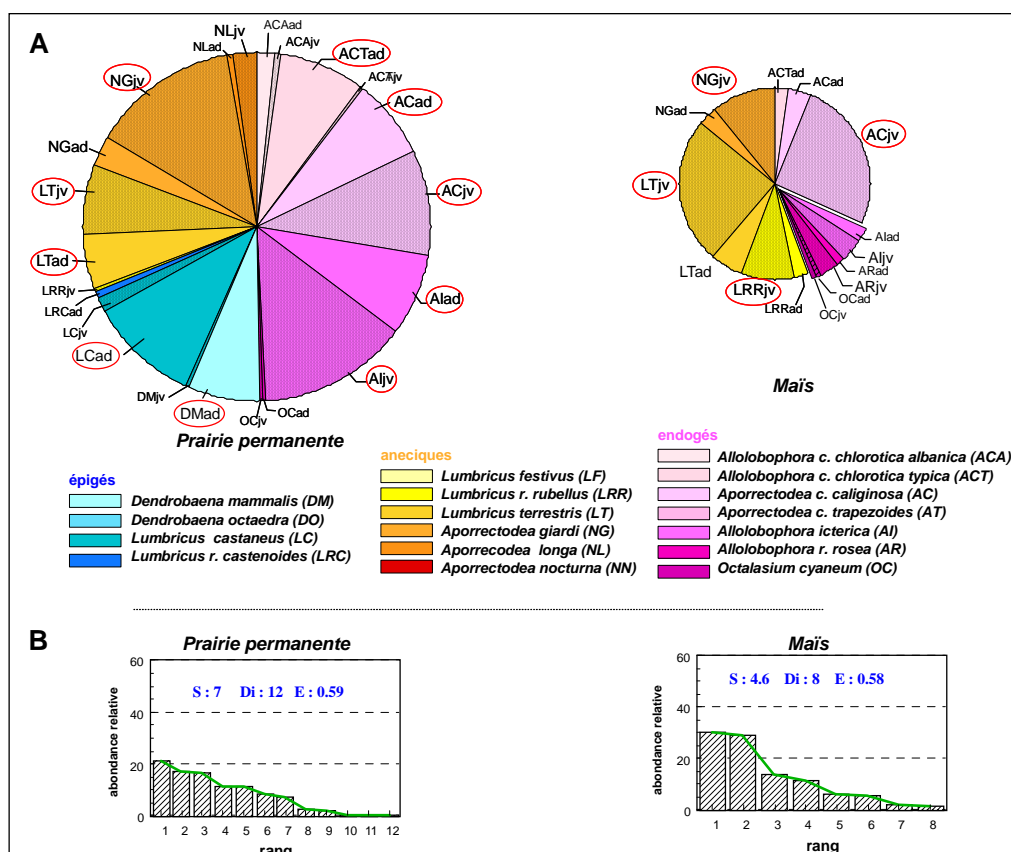 A
NLjv
NLad
ACAad
ACAjv
ACTad
ACTjv
ACad
NGjv
NGad
LTjv
ACjv
LTad
LRRjv
LRCad
LCjv
LCad
AIad
AIjv
DMjv
DMad
OCjv
OCad
Prairie permanente
NGjv
ACTad
ACad
NGad
ACjv
LTjv
AIad
AIjv
ARad
ARjv
LTad
LRRjv
LRRad
OCad
OCjv
Maïs
épigés
Dendrobaena mammalis (DM)
Dendrobaena octaedra (DO)
Lumbricus castaneus (LC)
Lumbricus r. castenoides (LRC)
aneciques
Lumbricus festivus (LF)
Lumbricus r. rubellus (LRR)
Lumbricus terrestris (LT)
Aporrectodea giardi (NG)
Aporrecodea longa (NL)
Aporrectodea nocturna (NN)
endogés
Allolobophora c. chlorotica albanica (ACA)
Allolobophora c. chlorotica typica (ACT)
Aporrectodea c. caliginosa (AC)
Aporrectodea c. trapezoides (AT)
Allolobophora icterica (AI)
Allolobophora r. rosea (AR)
Octalasium cyaneum (OC)
B
Prairie permanente
60
S : 7 Di : 12 E : 0.59
40
20
0
abondance relative
1 2 3 4 5 6 7 8 9 10 11 12
rang
Maïs
60
S : 4.6 Di : 8 E : 0.58
40
20
0
abondance relative
1 2 3 4 5 6 7 8
rang